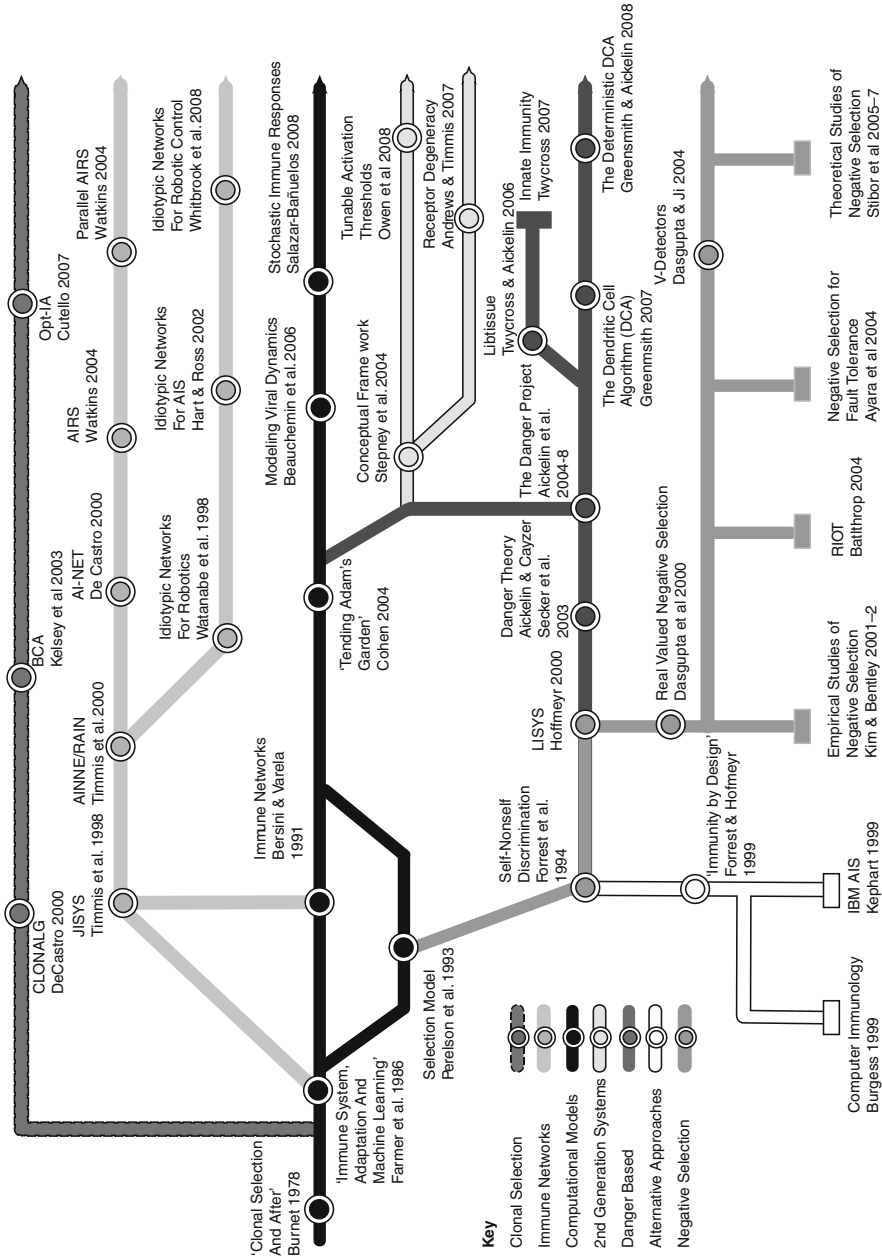 Opt-IA
Cutello 2007
BCA
Kelsey et al 2003
CLONALG
DeCastro 2000
Parallel AIRS
Watkins 2004
AIRS
Watkins 2004
AI-NET
De Castro 2000
AINNE/RAIN
Timmis et al. 2000
JISYS
Timmis et al. 1998
Idiotypic Networks
For Robotic Control
Whitbrook et al. 2008
Idiotypic Networks
For AIS
Hart & Ross 2002
Idiotypic Networks
For Robotics
Watanabe et al. 1998
Stochastic Immune Responses
Salazar-Bañuelos 2008
Modeling Viral Dynamics
Beauchemin et al. 2006
Immune Networks
Bersini & Varela
1991
'Clonal Selection
And After'
Burnet 1978
'Immune System,
Adaptation And
Machine Learning'
Farmer et al. 1986
'Tending Adam's
Garden'
Cohen 2004
Tunable Activation
Thresholds
Owen et al 2008
Conceptual Frame work
Stepney et al. 2004
Receptor Degeneracy
Andrews & Timmis 2007
Selection Model
Perelson et al. 1993
Innate Immunity
Twycross 2007
Libtissue
Twycross & Aickelin 2006
The Danger Project
Aickelin et al.
2004-8
Danger Theory
Aickelin & Cayzer
Secker et al.
2003
LISYS
Hoffmeyr 2000
Self-Nonself
Discrimination
Forrest et al.
1994
The Deterministic DCA
Greensmith & Aickelin 2008
The Dendritic Cell
Algorithm (DCA)
Greenmsith 2007
V-Detectors
Dasgupta & Ji 2004
Real Valued Negative Selection
Dasgupta et al 2000
'Immunity by Design'
Forrest & Hofmeyr
1999
Theoretical Studies of
Negative Selection
Stibor et al 2005–7
Negative Selection for
Fault Tolerance
Ayara et al 2004
RIOT
Batlthrop 2004
Empirical Studies of
Negative Selection
Kim & Bentley 2001–2
IBM AIS
Kephart 1999
Computer Immunology
Burgess 1999
Key
Clonal Selection
Immune Networks
Computational Models
2nd Generation Systems
Danger Based
Alternative Approaches
Negative Selection